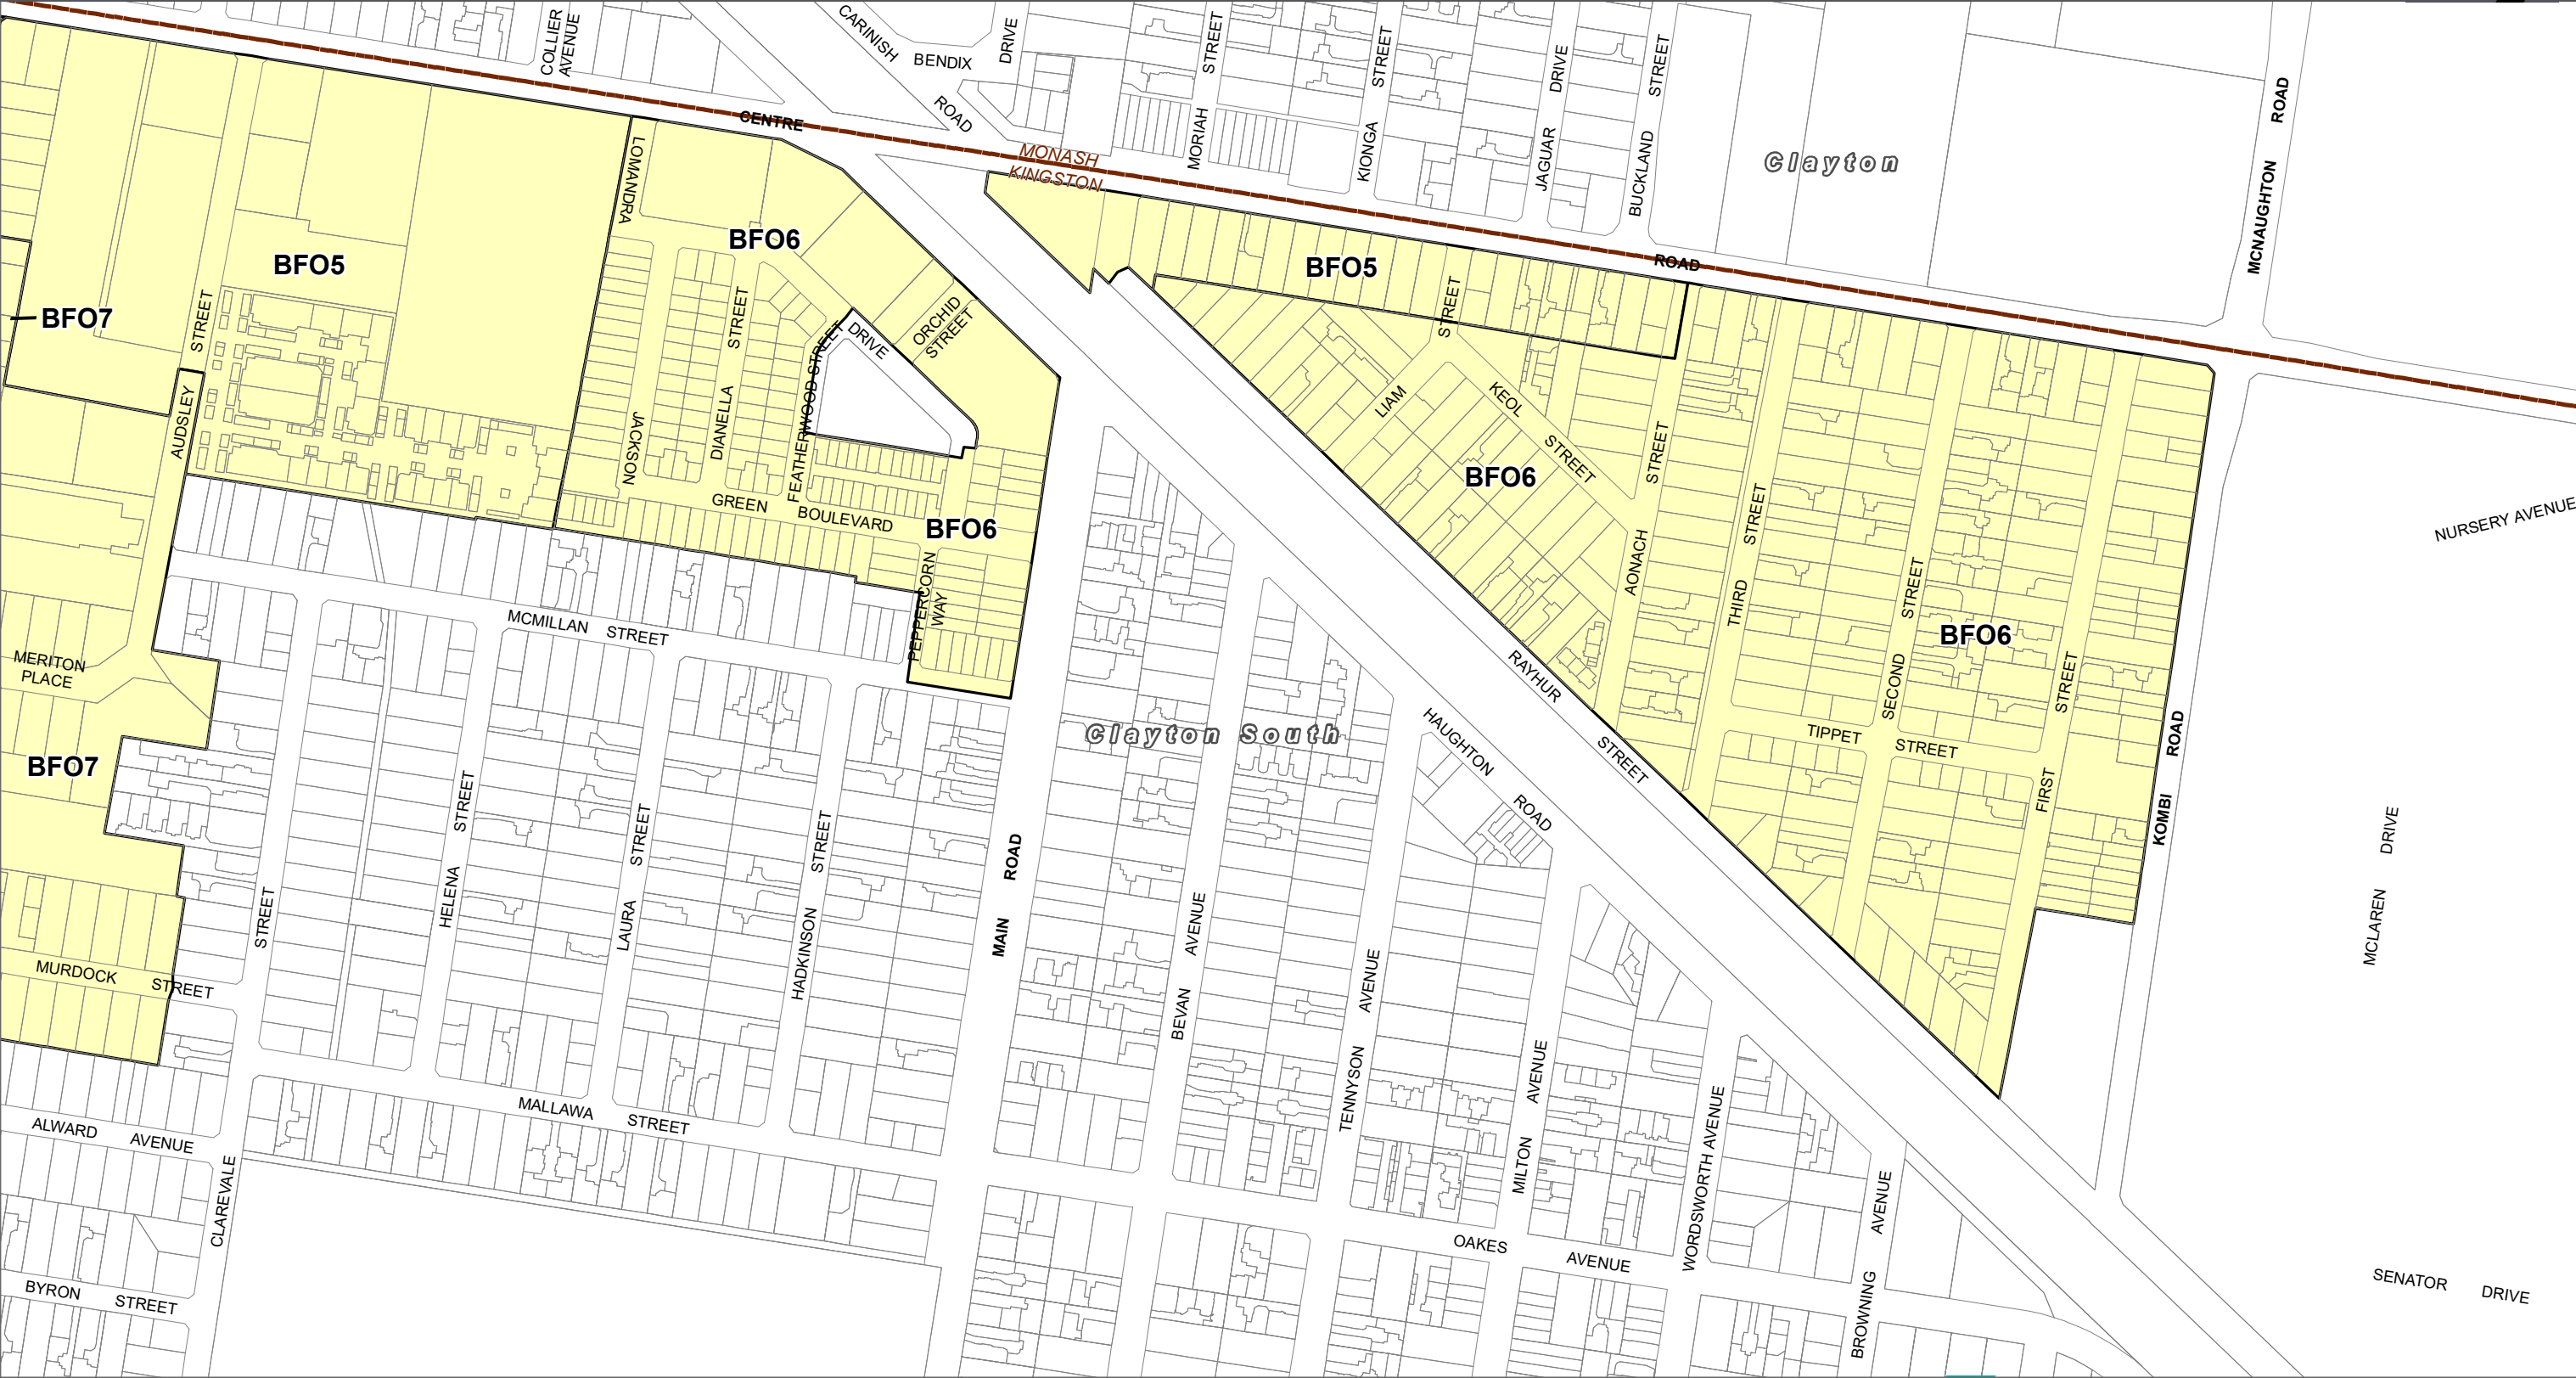 COLLIER
AVENUE
CARINISH
ROAD
BENDIX
DRIVE
MORIAH
STREET
KIONGA
STREET
JAGUAR
DRIVE
BUCKLAND
STREET
Clayton
MCNAUGHTON
ROAD
CENTRE
ROAD
MONASH
KINGSTON
LOMANDRA
BFO6
BFO5
BFO7
BFO5
BFO6
BFO6
BFO6
BFO7
AUDSLEY
STREET
JACKSON
DIANELLA
STREET
FEATHERWOOD STREET
DRIVE
ORCHID
STREET
GREEN
BOULEVARD
PEPPERCORN
WAY
STREET
LIAM
KEOL
STREET
AONACH
STREET
THIRD
STREET
SECOND
STREET
FIRST
STREET
TIPPET
STREET
KOMBI
ROAD
NURSERY AVENUE
MCLAREN
DRIVE
SENATOR
DRIVE
MCMILLAN
STREET
MERITON
PLACE
Clayton South
RAYHUR
STREET
HAUGHTON
ROAD
HELENA
STREET
LAURA
STREET
HADKINSON
STREET
MAIN
ROAD
BEVAN
AVENUE
TENNYSON
AVENUE
MILTON
AVENUE
WORDSWORTH AVENUE
BROWNING
AVENUE
OAKES
AVENUE
MURDOCK
STREET
MALLAWA
STREET
ALWARD
AVENUE
CLAREVALE
STREET
BYRON
STREET